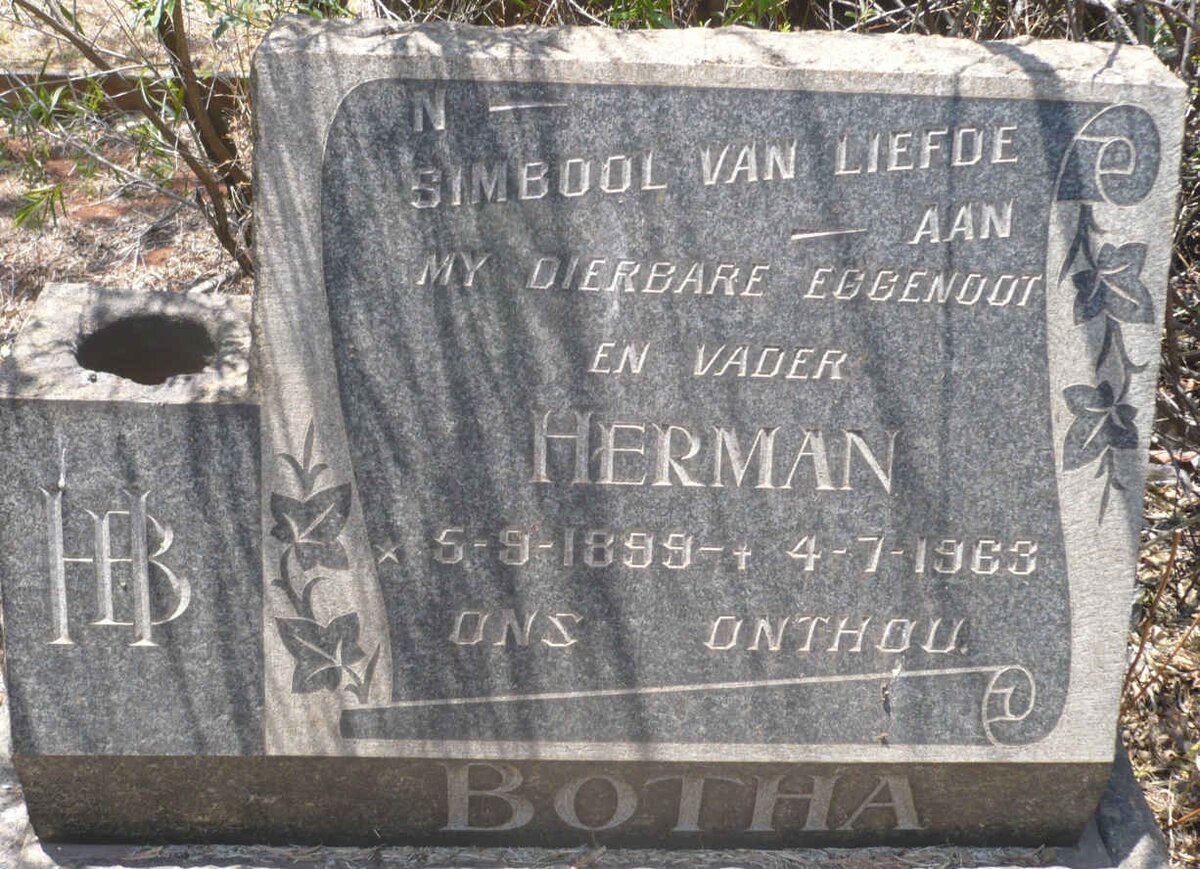 N —
SIMBOOL VAN LIEFDE
— AAN
MY DIERBARE EGGENOOT
EN VADER
HERMAN
* 5-9-1899-† 4-7-1963
ONS ONTHOU.
HB
BOTHA